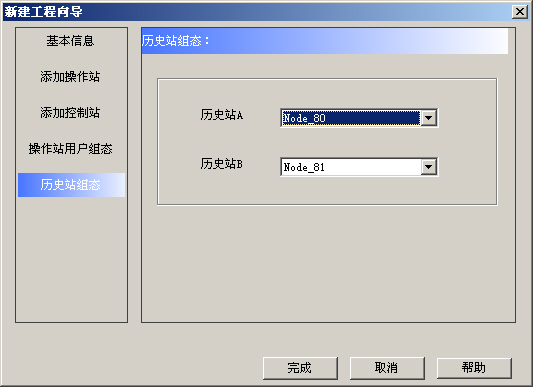 新建工程向导
基本信息
添加操作站
添加控制站
操作站用户组态
历史站组态
历史站组态：
历史站A
Node_80
历史站B
Node_81
完成
取消
帮助